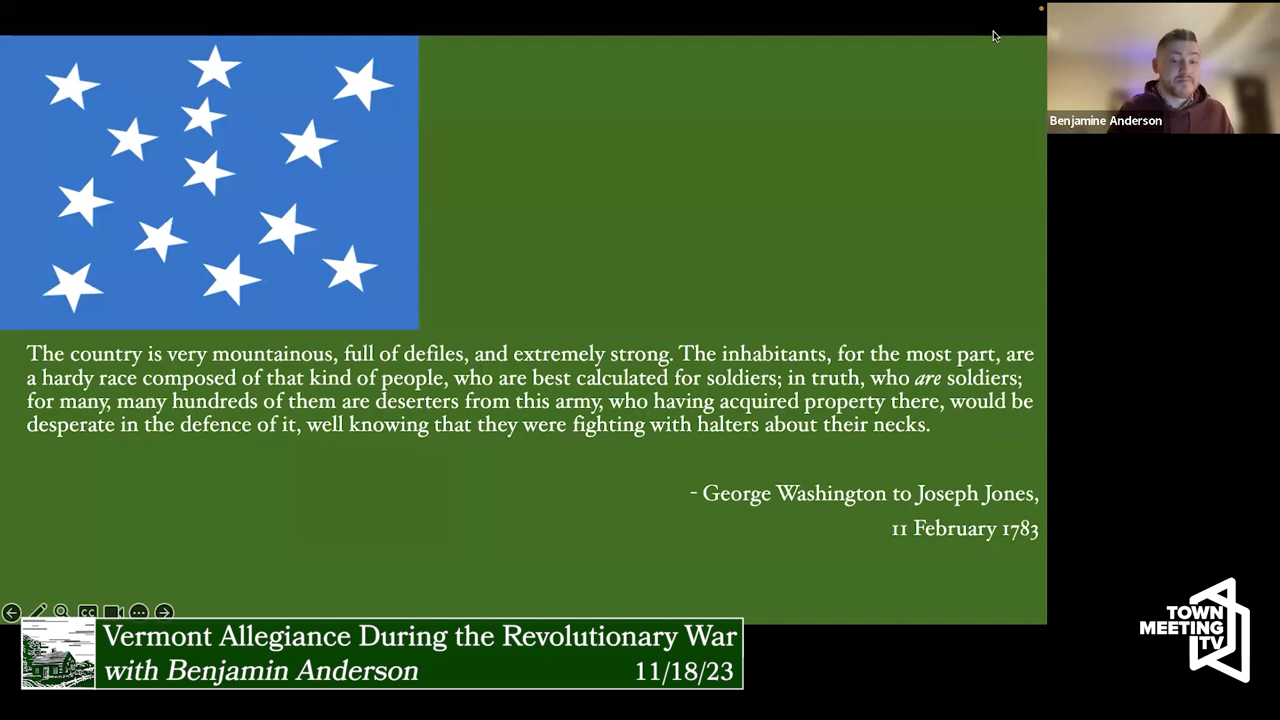 Benjamine Anderson
The country is very mountainous, full of defiles, and extremely strong. The inhabitants, for the most part, are
a hardy race composed of that kind of people, who are best calculated for soldiers; in truth, who are soldiers;
for many, many hundreds of them are deserters from this army, who having acquired property there, would be
desperate in the defence of it, well knowing that they were fighting with halters about their necks.
- George Washington to Joseph Jones,
11 February 1783
CC
Vermont Allegiance During the Revolutionary War
with Benjamin Anderson 11/18/23
TOWN
MEETING
TV